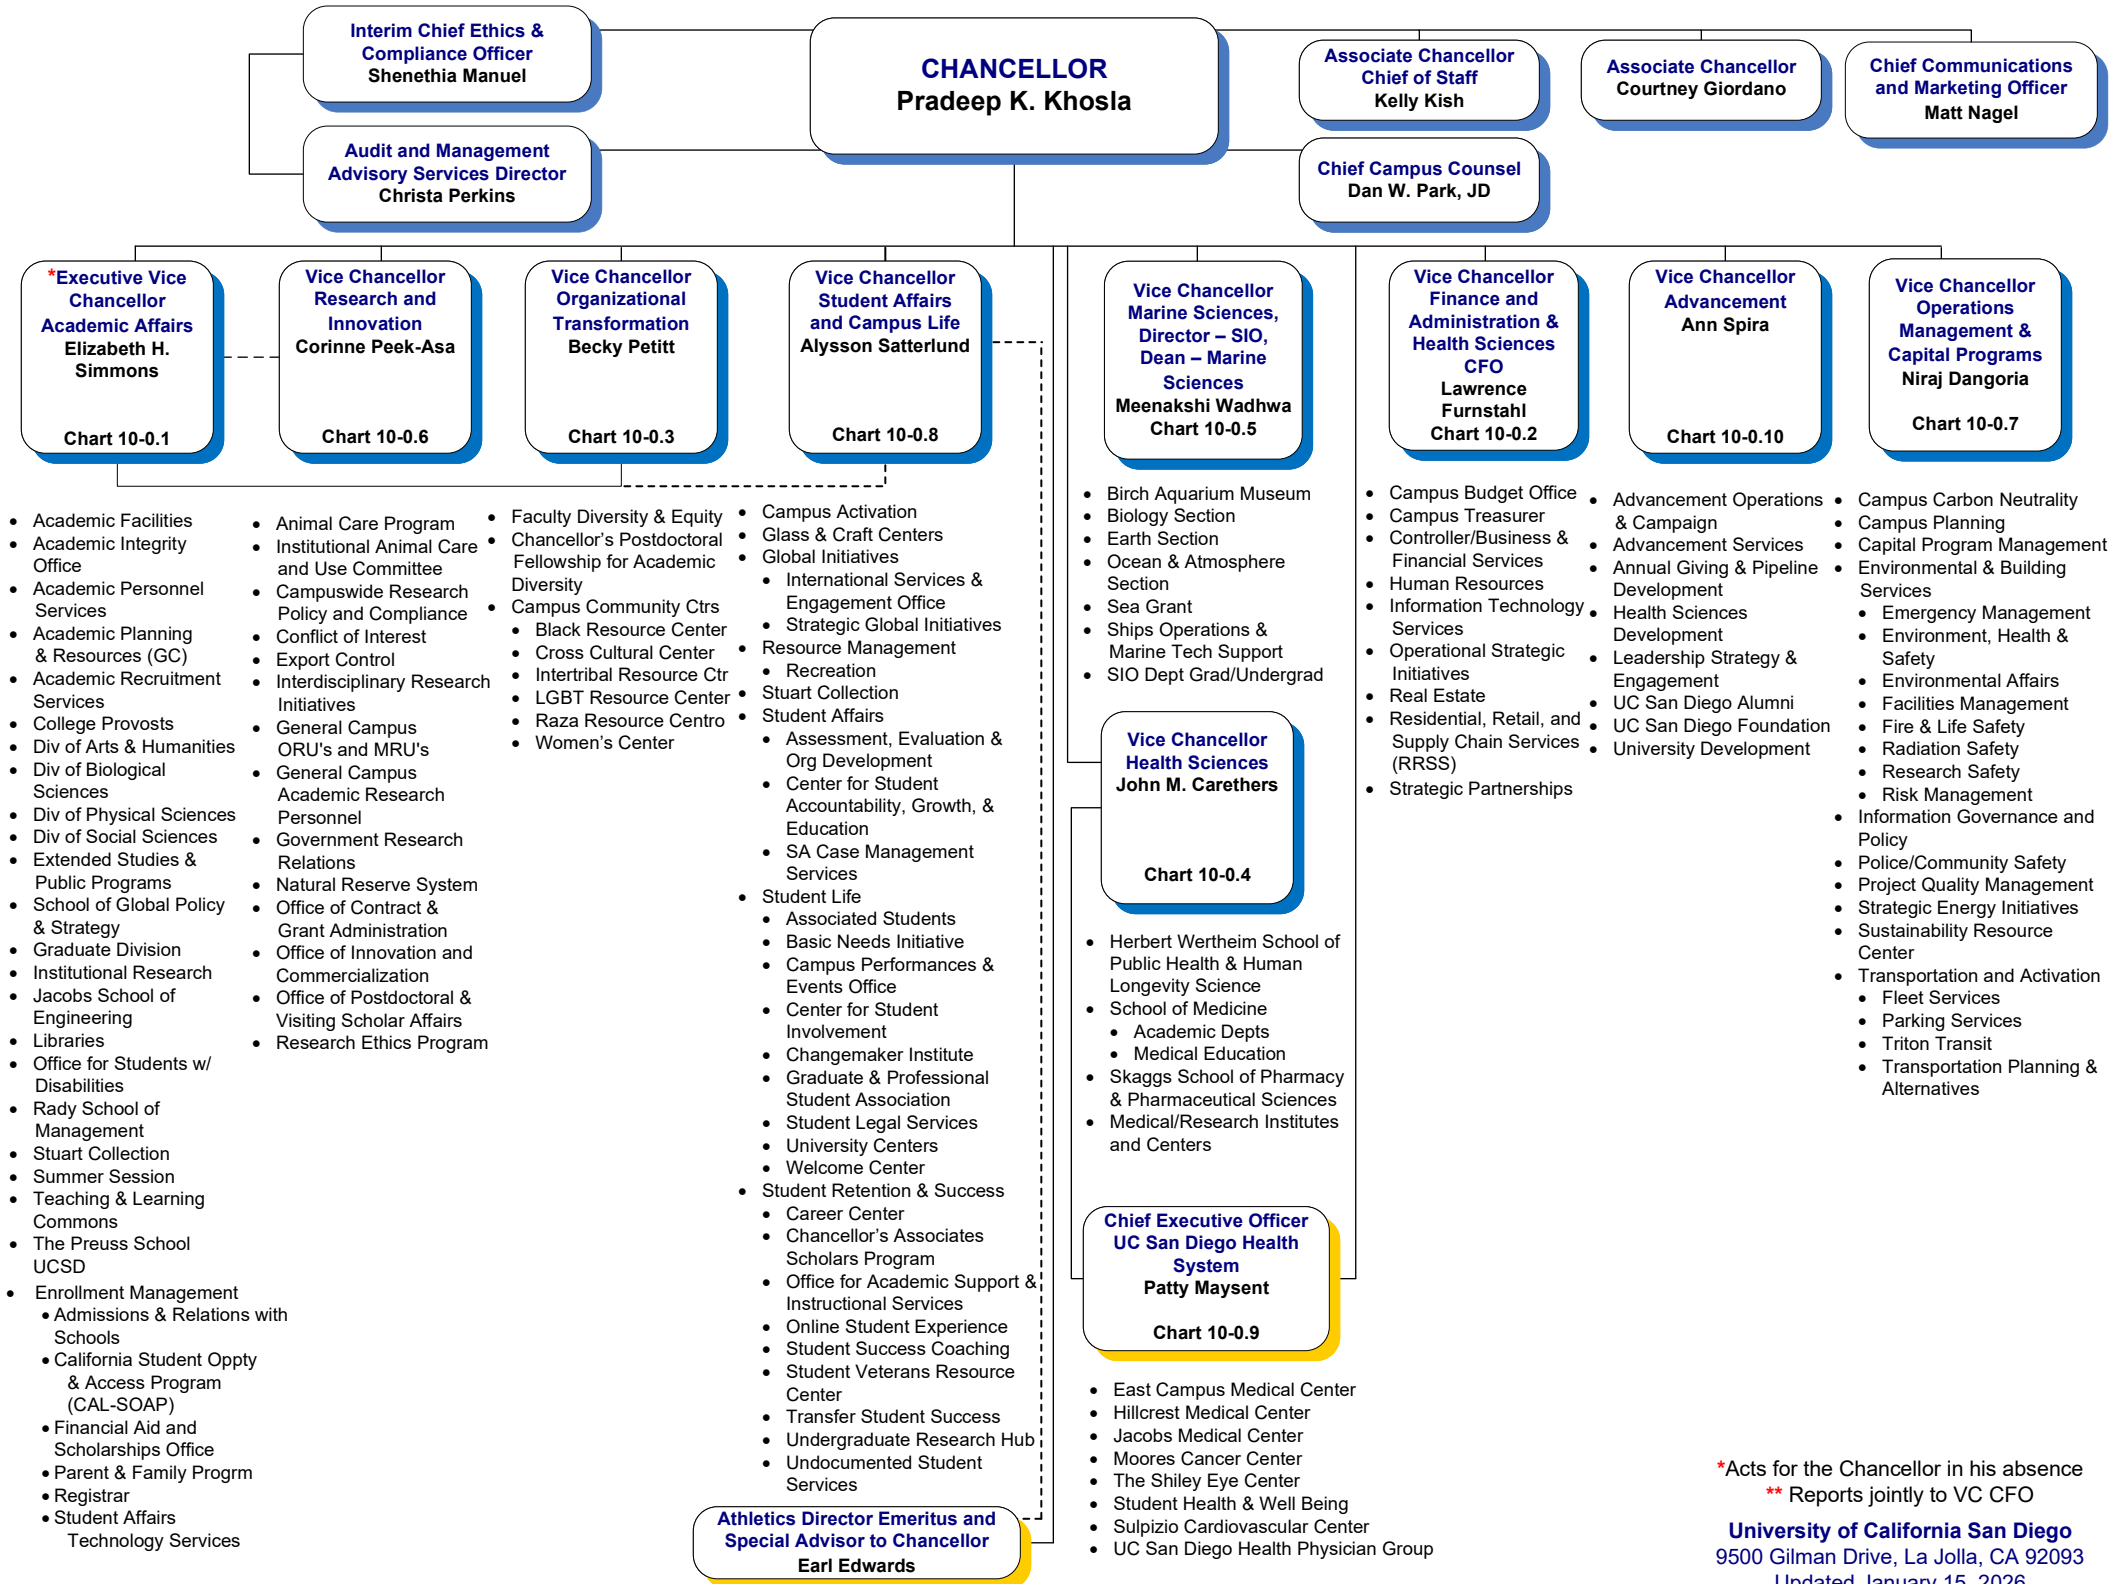 Interim Chief Ethics &
Compliance Officer
Shenethia Manuel
Audit and Management
Advisory Services Director
Christa Perkins
CHANCELLOR
Pradeep K. Khosla
Associate Chancellor
Chief of Staff
Kelly Kish
Associate Chancellor
Courtney Giordano
Chief Communications
and Marketing Officer
Matt Nagel
Chief Campus Counsel
Dan W. Park, JD
*Executive Vice
Chancellor
Academic Affairs
Elizabeth H.
Simmons
Chart 10-0.1
Vice Chancellor
Research and
Innovation
Corinne Peek-Asa
Chart 10-0.6
Vice Chancellor
Organizational
Transformation
Becky Petitt
Chart 10-0.3
Vice Chancellor
Student Affairs
and Campus Life
Alysson Satterlund
Chart 10-0.8
Vice Chancellor
Marine Sciences,
Director – SIO,
Dean – Marine
Sciences
Meenakshi Wadhwa
Chart 10-0.5
Vice Chancellor
Finance and
Administration &
Health Sciences
CFO
Lawrence
Furnstahl
Chart 10-0.2
Vice Chancellor
Advancement
Ann Spira
Chart 10-0.10
Vice Chancellor
Operations
Management &
Capital Programs
Niraj Dangoria
Chart 10-0.7
• Academic Facilities
• Academic Integrity
Office
• Academic Personnel
Services
• Academic Planning
& Resources (GC)
• Academic Recruitment
Services
• College Provosts
• Div of Arts & Humanities
• Div of Biological
Sciences
• Div of Physical Sciences
• Div of Social Sciences
• Extended Studies &
Public Programs
• School of Global Policy
& Strategy
• Graduate Division
• Institutional Research
• Jacobs School of
Engineering
• Libraries
• Office for Students w/
Disabilities
• Rady School of
Management
• Stuart Collection
• Summer Session
• Teaching & Learning
Commons
• The Preuss School
UCSD
• Enrollment Management
• Admissions & Relations with
Schools
• California Student Oppty
& Access Program
(CAL-SOAP)
• Financial Aid and
Scholarships Office
• Parent & Family Progrm
• Registrar
• Student Affairs
Technology Services
• Animal Care Program
• Institutional Animal Care
and Use Committee
• Campuswide Research
Policy and Compliance
• Conflict of Interest
• Export Control
• Interdisciplinary Research
Initiatives
• General Campus
ORU's and MRU's
• General Campus
Academic Research
Personnel
• Government Research
Relations
• Natural Reserve System
• Office of Contract &
Grant Administration
• Office of Innovation and
Commercialization
• Office of Postdoctoral &
Visiting Scholar Affairs
• Research Ethics Program
• Faculty Diversity & Equity
• Chancellor's Postdoctoral
Fellowship for Academic
Diversity
• Campus Community Ctrs
• Black Resource Center
• Cross Cultural Center
• Intertribal Resource Ctr
• LGBT Resource Center
• Raza Resource Centro
• Women's Center
• Campus Activation
• Glass & Craft Centers
• Global Initiatives
• International Services &
Engagement Office
• Strategic Global Initiatives
• Resource Management
• Recreation
• Stuart Collection
• Student Affairs
• Assessment, Evaluation &
Org Development
• Center for Student
Accountability, Growth, &
Education
• SA Case Management
Services
• Student Life
• Associated Students
• Basic Needs Initiative
• Campus Performances &
Events Office
• Center for Student
Involvement
• Changemaker Institute
• Graduate & Professional
Student Association
• Student Legal Services
• University Centers
• Welcome Center
• Student Retention & Success
• Career Center
• Chancellor's Associates
Scholars Program
• Office for Academic Support &
Instructional Services
• Online Student Experience
• Student Success Coaching
• Student Veterans Resource
Center
• Transfer Student Success
• Undergraduate Research Hub
• Undocumented Student
Services
Athletics Director Emeritus and
Special Advisor to Chancellor
Earl Edwards
• Birch Aquarium Museum
• Biology Section
• Earth Section
• Ocean & Atmosphere
Section
• Sea Grant
• Ships Operations &
Marine Tech Support
• SIO Dept Grad/Undergrad
Vice Chancellor
Health Sciences
John M. Carethers
Chart 10-0.4
• Herbert Wertheim School of
Public Health & Human
Longevity Science
• School of Medicine
• Academic Depts
• Medical Education
• Skaggs School of Pharmacy
& Pharmaceutical Sciences
• Medical/Research Institutes
and Centers
Chief Executive Officer
UC San Diego Health
System
Patty Maysent
Chart 10-0.9
• East Campus Medical Center
• Hillcrest Medical Center
• Jacobs Medical Center
• Moores Cancer Center
• The Shiley Eye Center
• Student Health & Well Being
• Sulpizio Cardiovascular Center
• UC San Diego Health Physician Group
• Campus Budget Office
• Campus Treasurer
• Controller/Business &
Financial Services
• Human Resources
• Information Technology
Services
• Operational Strategic
Initiatives
• Real Estate
• Residential, Retail, and
Supply Chain Services
(RRSS)
• Strategic Partnerships
• Advancement Operations
& Campaign
• Advancement Services
• Annual Giving & Pipeline
Development
• Health Sciences
Development
• Leadership Strategy &
Engagement
• UC San Diego Alumni
• UC San Diego Foundation
• University Development
• Campus Carbon Neutrality
• Campus Planning
• Capital Program Management
• Environmental & Building
Services
• Emergency Management
• Environment, Health &
Safety
• Environmental Affairs
• Facilities Management
• Fire & Life Safety
• Radiation Safety
• Research Safety
• Risk Management
• Information Governance and
Policy
• Police/Community Safety
• Project Quality Management
• Strategic Energy Initiatives
• Sustainability Resource
Center
• Transportation and Activation
• Fleet Services
• Parking Services
• Triton Transit
• Transportation Planning &
Alternatives
*Acts for the Chancellor in his absence
** Reports jointly to VC CFO
University of California San Diego
9500 Gilman Drive, La Jolla, CA 92093
Updated January 15, 2026